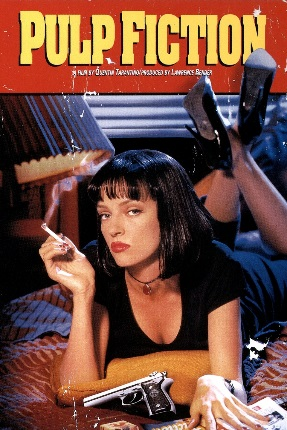 PULP FICTION
A FILM BY QUENTIN TARANTINO/PRODUCED BY LAWRENCE BENDER